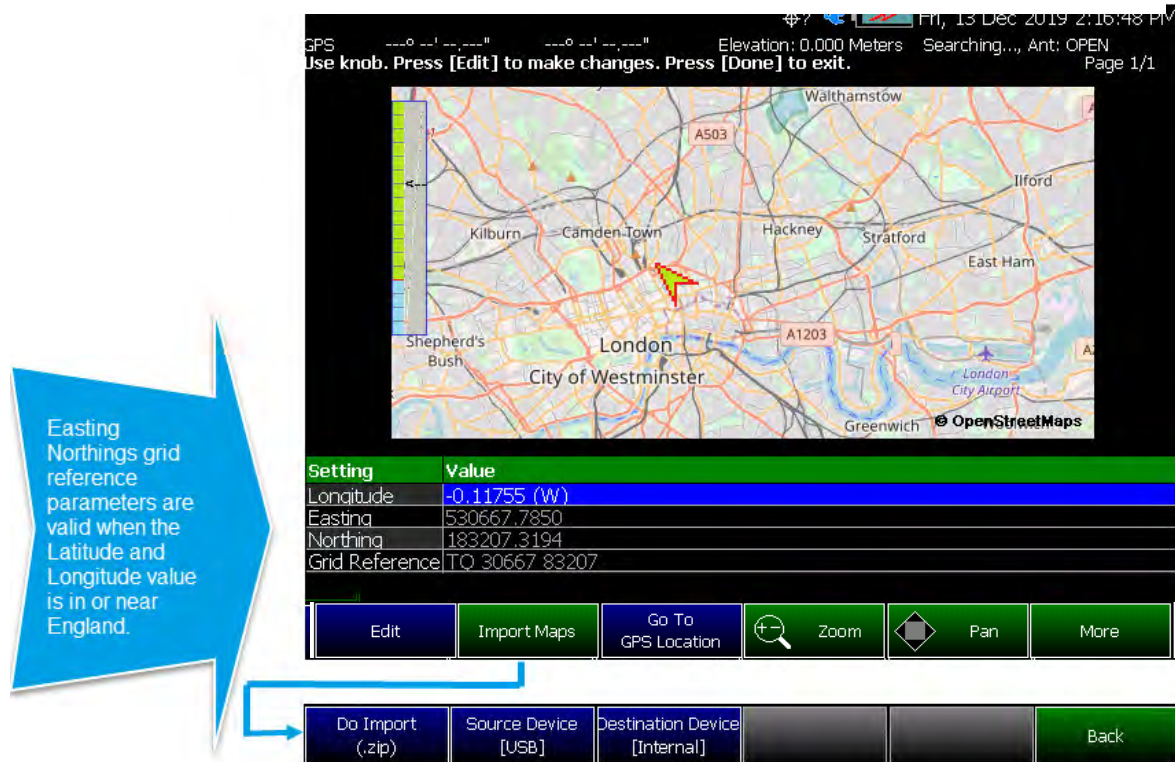 Fri, 13 Dec 2019 2:16:48 PM
GPS ---° --'--.---" ---° --'--.---" Elevation: 0.000 Meters Searching..., Ant: OPEN
Use knob. Press [Edit] to make changes. Press [Done] to exit. Page 1/1
Walthamstow
A503
Ilford
Kilburn
Camden Town
Hackney
Stratford
East Ham
A1203
Shepherd's
Bush
London
City of Westminster
London
City Airport
Greenwich
© OpenStreetMaps
Easting
Northings grid
reference
parameters are
valid when the
Latitude and
Longitude value
is in or near
England.
Setting Value
Longitude -0.11755 (W)
Easting 530667.7850
Northing 183207.3194
Grid Reference TQ 30667 83207
Edit
Import Maps
Go To
GPS Location
Zoom
Pan
More
Do Import
(.zip)
Source Device
[USB]
Destination Device
[Internal]
Back